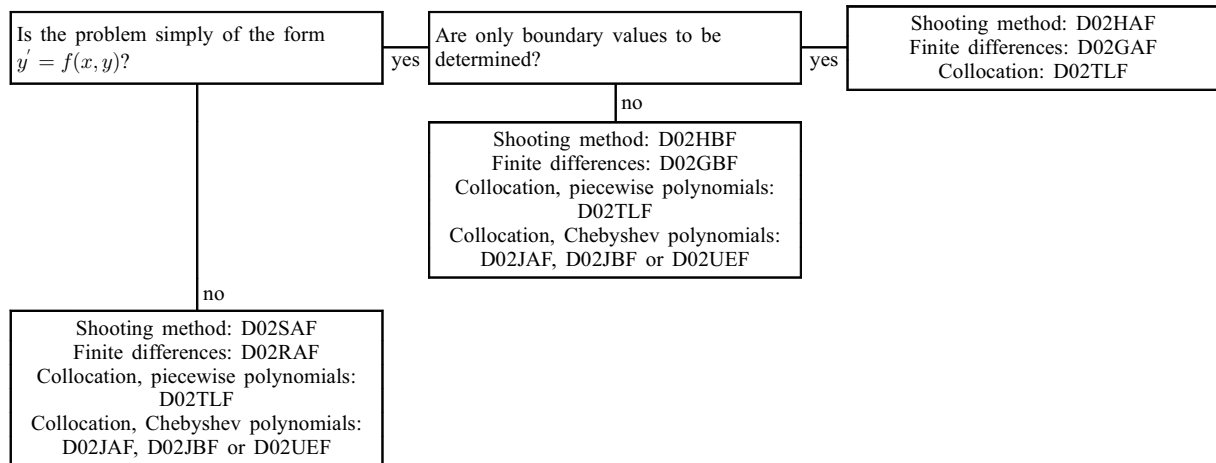 Is the problem simply of the form
y′ = f(x, y)?
yes
Are only boundary values to be
determined?
yes
Shooting method: D02HAF
Finite differences: D02GAF
Collocation: D02TLF
no
Shooting method: D02HBF
Finite differences: D02GBF
Collocation, piecewise polynomials:
D02TLF
Collocation, Chebyshev polynomials:
D02JAF, D02JBF or D02UEF
no
Shooting method: D02SAF
Finite differences: D02RAF
Collocation, piecewise polynomials:
D02TLF
Collocation, Chebyshev polynomials:
D02JAF, D02JBF or D02UEF